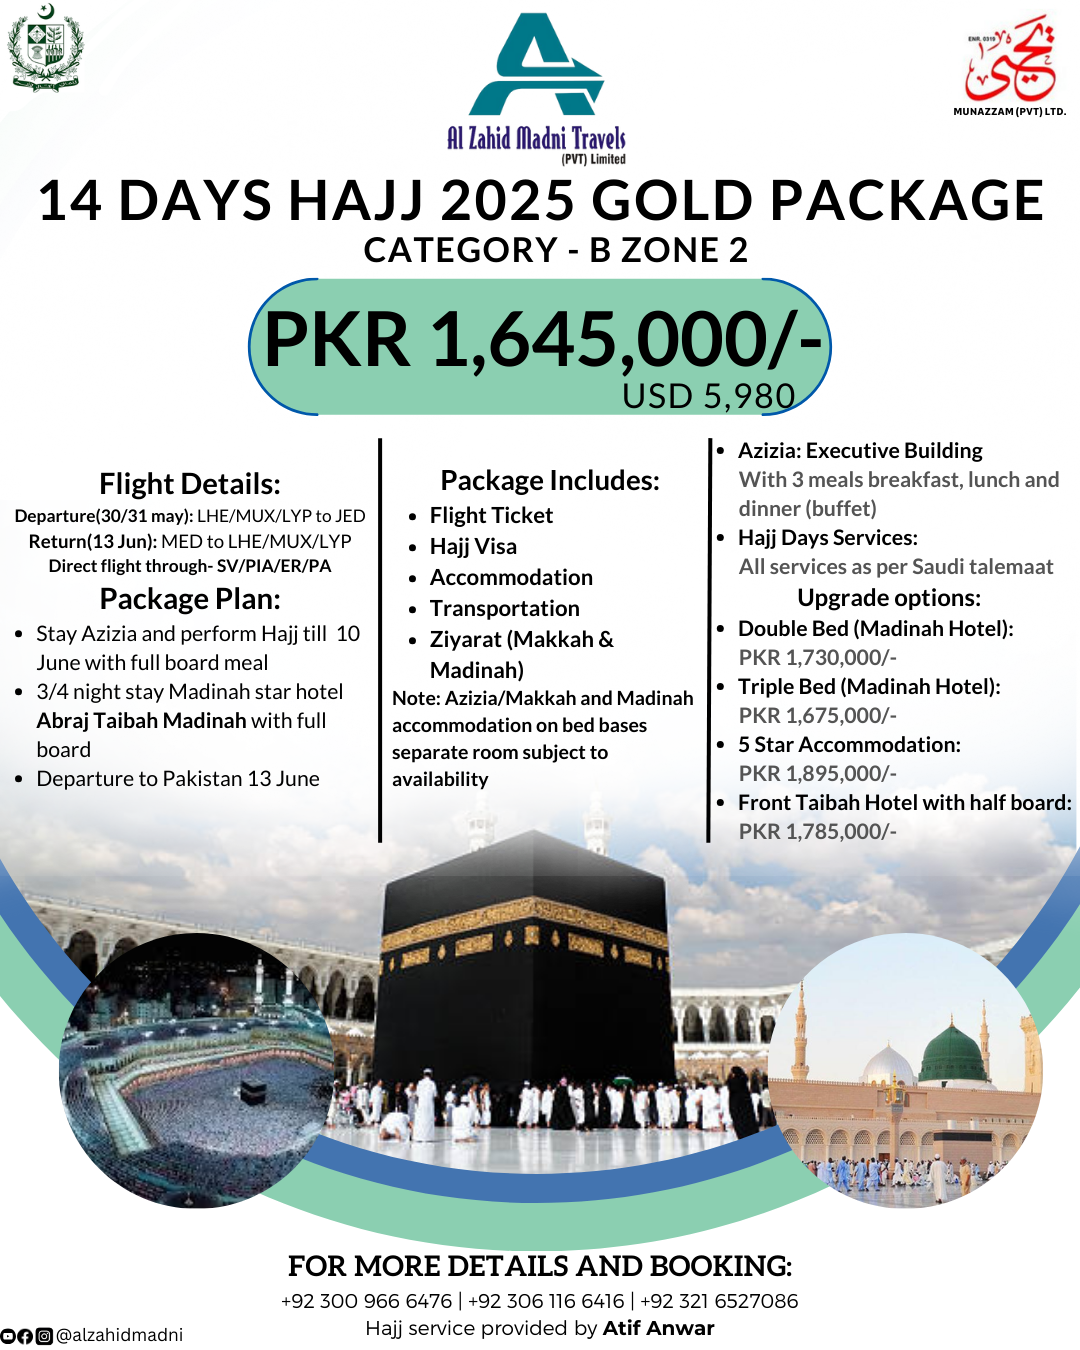 ENR. 0319
يحيى
MUNAZZAM (PVT) LTD.
Al Zahid Madni Travels
(PVT) Limited
14 DAYS HAJJ 2025 GOLD PACKAGE
CATEGORY - B ZONE 2
PKR 1,645,000/-
USD 5,980
Flight Details:
Departure(30/31 may): LHE/MUX/LYP to JED
Return(13 Jun): MED to LHE/MUX/LYP
Direct flight through- SV/PIA/ER/PA
Package Plan:
• Stay Azizia and perform Hajj till 10
June with full board meal
• 3/4 night stay Madinah star hotel
Abraj Taibah Madinah with full
board
• Departure to Pakistan 13 June
Package Includes:
• Flight Ticket
• Hajj Visa
• Accommodation
• Transportation
• Ziyarat (Makkah &
Madinah)
Note: Azizia/Makkah and Madinah
accommodation on bed bases
separate room subject to
availability
• Azizia: Executive Building
With 3 meals breakfast, lunch and
dinner (buffet)
• Hajj Days Services:
All services as per Saudi talemaat
Upgrade options:
• Double Bed (Madinah Hotel):
PKR 1,730,000/-
• Triple Bed (Madinah Hotel):
PKR 1,675,000/-
• 5 Star Accommodation:
PKR 1,895,000/-
• Front Taibah Hotel with half board:
PKR 1,785,000/-
FOR MORE DETAILS AND BOOKING:
+92 300 966 6476 | +92 306 116 6416 | +92 321 6527086
Hajj service provided by Atif Anwar
@alzahidmadni